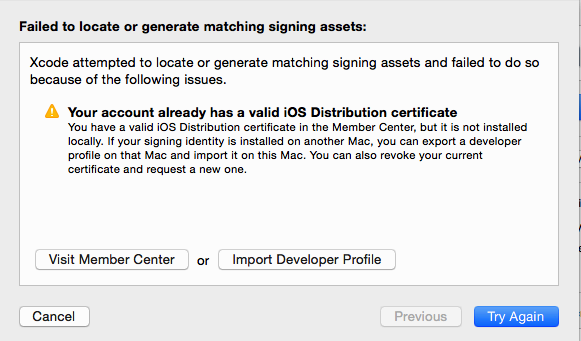 Failed to locate or generate matching signing assets:
Xcode attempted to locate or generate matching signing assets and failed to do so
because of the following issues.
Your account already has a valid iOS Distribution certificate
You have a valid iOS Distribution certificate in the Member Center, but it is not installed
locally. If your signing identity is installed on another Mac, you can export a developer
profile on that Mac and import it on this Mac. You can also revoke your current
certificate and request a new one.
Visit Member Center or Import Developer Profile
Cancel Previous Try Again